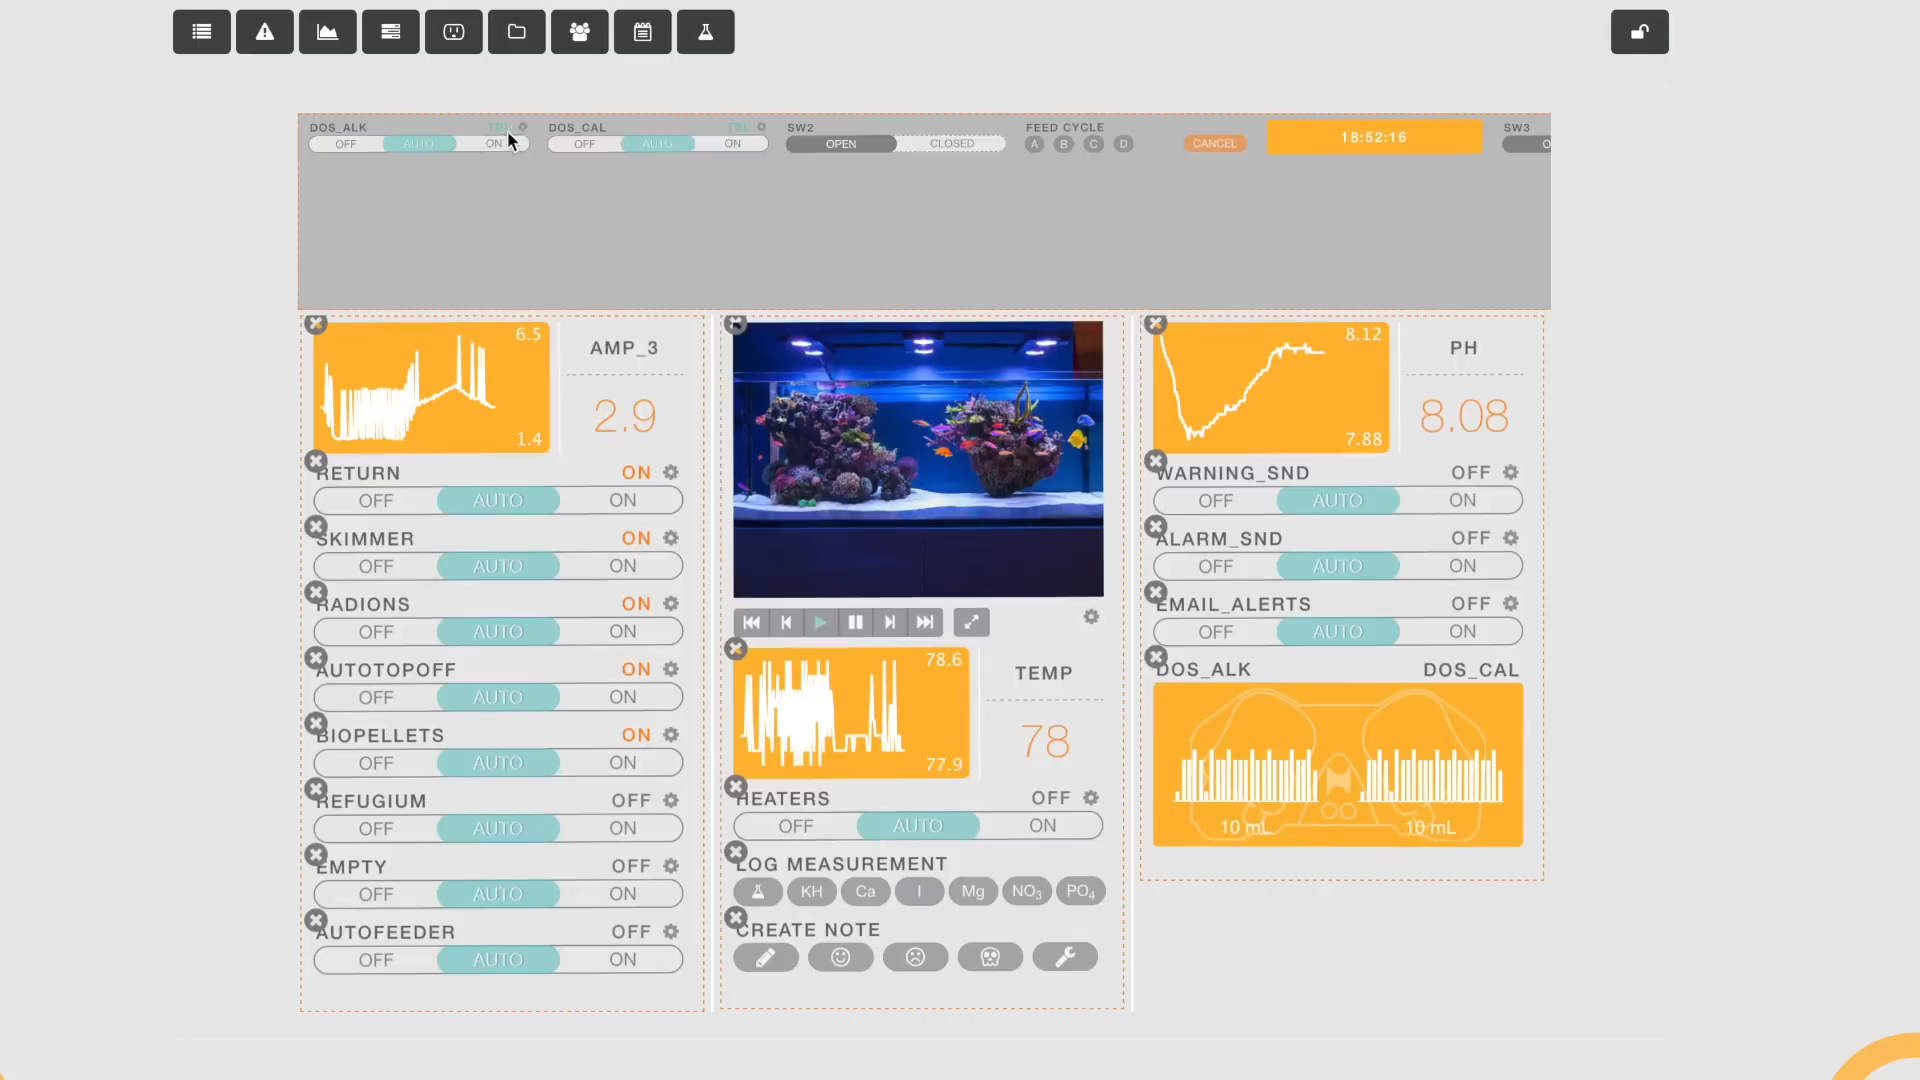 DOS_ALK TBL DOS_CAL TBL SW2 FEED CYCLE SW3
OFF AUTO ON OFF AUTO ON OPEN CLOSED A B C D CANCEL 18:52:16
6.5 AMP_3
2.9
1.4
RETURN ON
OFF AUTO ON
SKIMMER ON
OFF AUTO ON
RADIONS ON
OFF AUTO ON
AUTOTOPOFF ON
OFF AUTO ON
BIOPELLETS ON
OFF AUTO ON
REFUGIUM OFF
OFF AUTO ON
EMPTY OFF
OFF AUTO ON
AUTOFEEDER OFF
OFF AUTO ON
78.6 TEMP
78
77.9
HEATERS OFF
OFF AUTO ON
LOG MEASUREMENT
KH Ca I Mg NO₃ PO₄
CREATE NOTE
8.12 PH
8.08
7.88
WARNING_SND OFF
OFF AUTO ON
ALARM_SND OFF
OFF AUTO ON
EMAIL_ALERTS OFF
OFF AUTO ON
DOS_ALK DOS_CAL
10 mL 10 mL